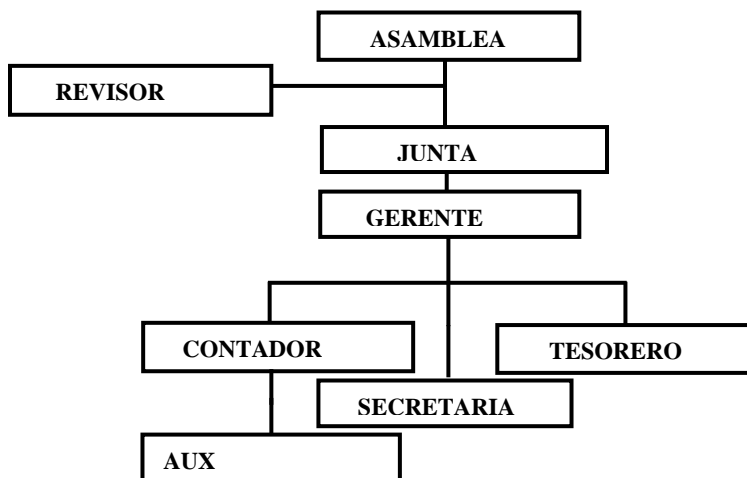 ASAMBLEA
REVISOR
JUNTA
GERENTE
CONTADOR
TESORERO
SECRETARIA
AUX